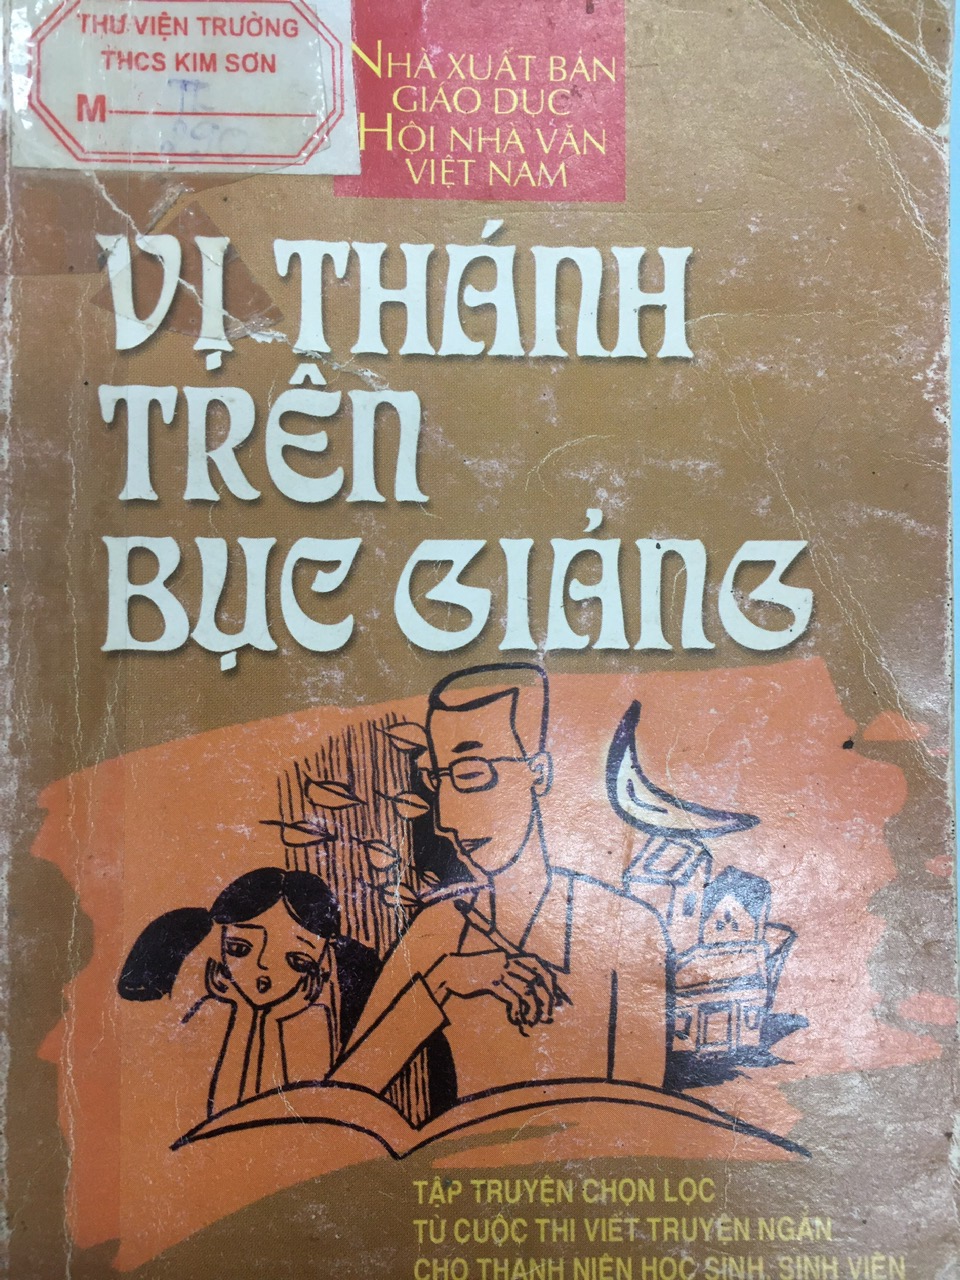 THƯ VIỆN TRƯỜNG
THCS KIM SƠN
M
NHÀ XUẤT BẢN
GIÁO DỤC
HỘI NHÀ VĂN
VIỆT NAM
VỊ THÁNH
TRÊN
BỤC GIẢNG
TẬP TRUYỆN CHỌN LỌC
TỪ CUỘC THI VIẾT TRUYỆN NGẮN
CHO THANH NIÊN HỌC SINH, SINH VIÊN